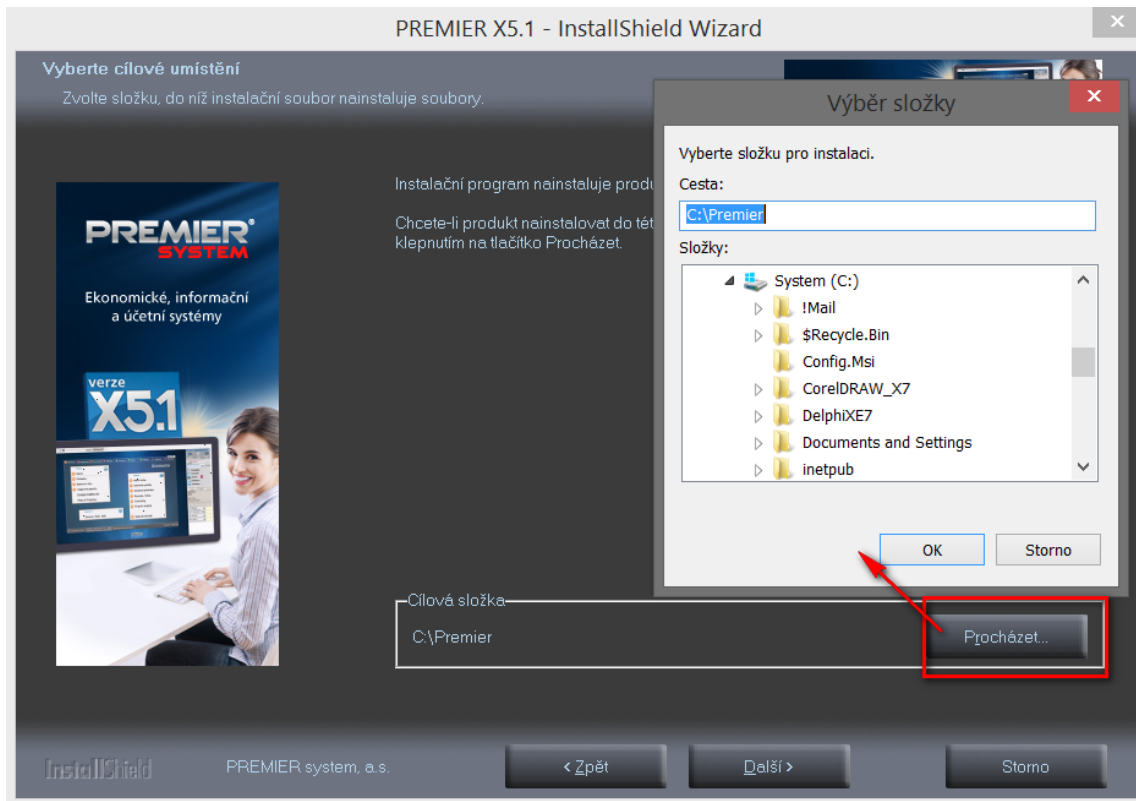 PREMIER X5.1 - InstallShield Wizard
Vyberte cílové umístění
Zvolte složku, do níž instalační soubor nainstaluje soubory.
Výběr složky
Vyberte složku pro instalaci.
Cesta:
C:\Premier
Složky:
System (C:)
!Mail
$Recycle.Bin
Config.Msi
CorelDRAW_X7
DelphiXE7
Documents and Settings
inetpub
OK
Storno
Instalační program nainstaluje
Chcete-li produkt nainstalovat do
klepnutím na tlačítko Procházet.
PREMIER®
SYSTEM
Ekonomické, informační
a účetní systémy
verze
X5.1
Cílová složka
C:\Premier
Procházet...
InstallShield
PREMIER system, a.s.
< Zpět
Další >
Storno